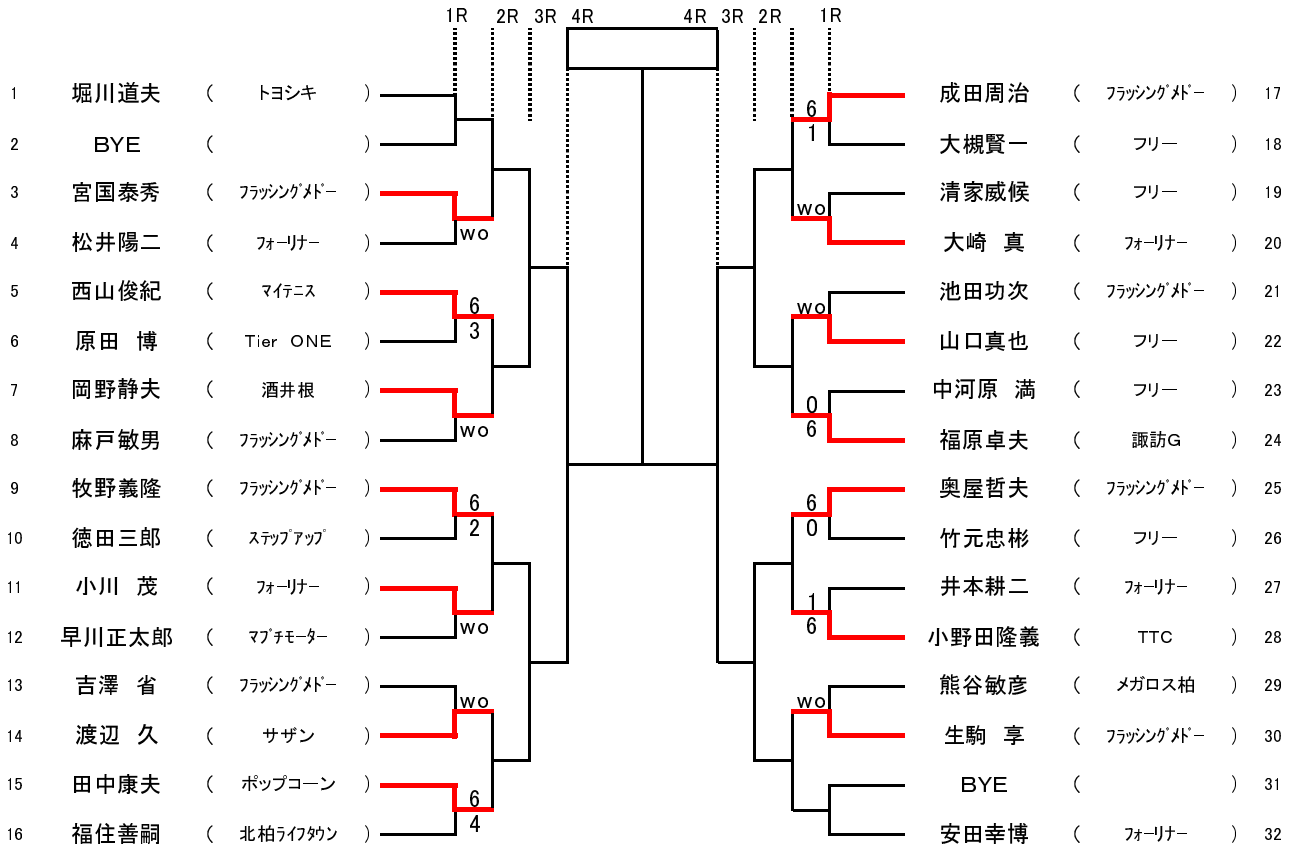 1R 2R 3R 4R 4R 3R 2R 1R
1 堀川道夫 ( トヨシキ ) 6 成田周治 ( フラッシングメドー ) 17
2 BYE ( ) 1 大槻賢一 ( フリー ) 18
3 宮国泰秀 ( フラッシングメドー ) wo 清家威候 ( フリー ) 19
4 松井陽二 ( フォーリナー ) wo 大崎 真 ( フォーリナー ) 20
5 西山俊紀 ( マイテニス ) 6 wo 池田功次 ( フラッシングメドー ) 21
6 原田 博 ( Tier ONE ) 3 山口真也 ( フリー ) 22
7 岡野静夫 ( 酒井根 ) 0 中河原 満 ( フリー ) 23
8 麻戸敏男 ( フラッシングメドー ) wo 6 福原卓夫 ( 諏訪G ) 24
9 牧野義隆 ( フラッシングメドー ) 6 6 奥屋哲夫 ( フラッシングメドー ) 25
10 徳田三郎 ( ステップアップ ) 2 0 竹元忠彬 ( フリー ) 26
11 小川 茂 ( フォーリナー ) 1 井本耕二 ( フォーリナー ) 27
12 早川正太郎 ( マブチモーター ) wo 6 小野田隆義 ( TTC ) 28
13 吉澤 省 ( フラッシングメドー ) wo wo 熊谷敏彦 ( メガロス柏 ) 29
14 渡辺 久 ( サザン ) 生駒 享 ( フラッシングメドー ) 30
15 田中康夫 ( ポップコーン ) 6 BYE ( ) 31
16 福住善嗣 ( 北柏ライフタウン ) 4 安田幸博 ( フォーリナー ) 32